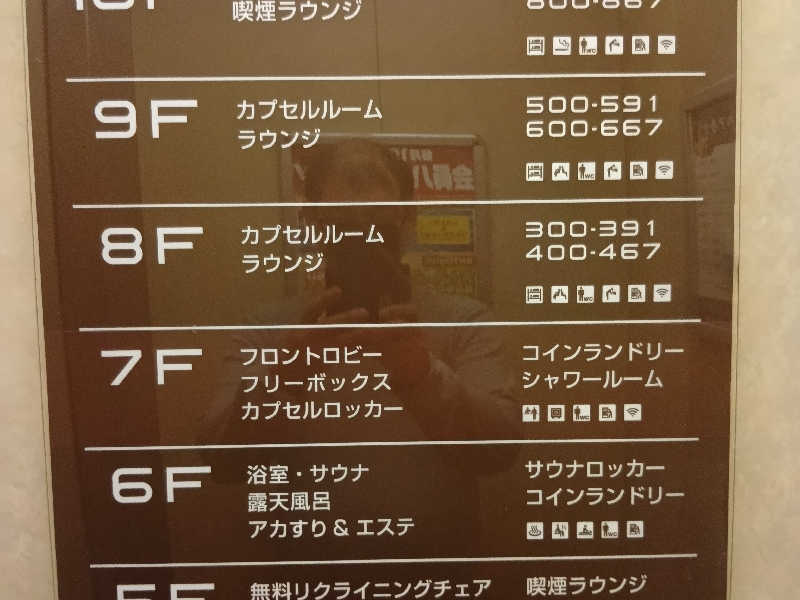 喫煙ラウンジ
9F カプセルルーム 500-591
ラウンジ 600-667
8F カプセルルーム 300-391
ラウンジ 400-467
7F フロントロビー コインランドリー
フリーボックス シャワールーム
カプセルロッカー
6F 浴室・サウナ サウナロッカー
露天風呂 コインランドリー
アカすり & エステ
5F 無料リクライニングチェア 喫煙ラウンジ